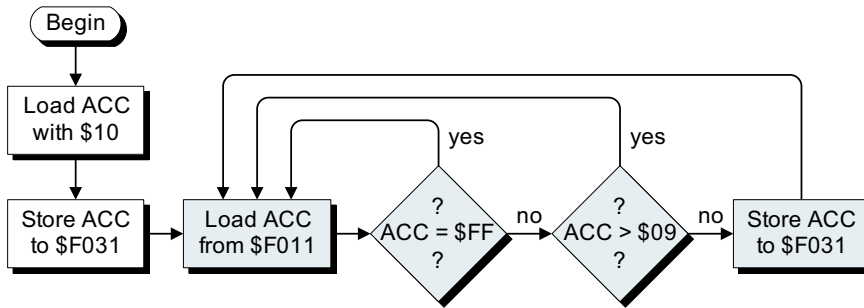 Begin
Load ACC
with $10
Store ACC
to $F031
Load ACC
from $F011
?
ACC = $FF
?
yes
no
?
ACC > $09
?
yes
no
Store ACC
to $F031